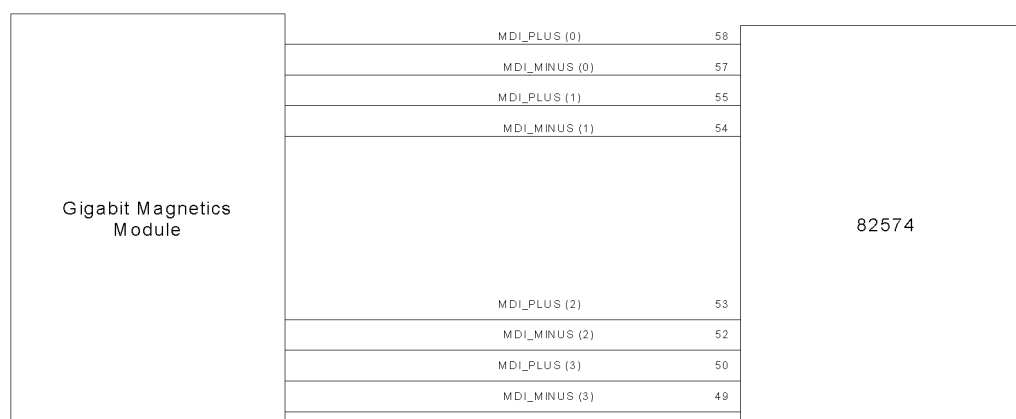 MDI_PLUS (0) 58
MDI_MINUS (0) 57
MDI_PLUS (1) 55
MDI_MINUS (1) 54
Gigabit Magnetics
Module
82574
MDI_PLUS (2) 53
MDI_MINUS (2) 52
MDI_PLUS (3) 50
MDI_MINUS (3) 49